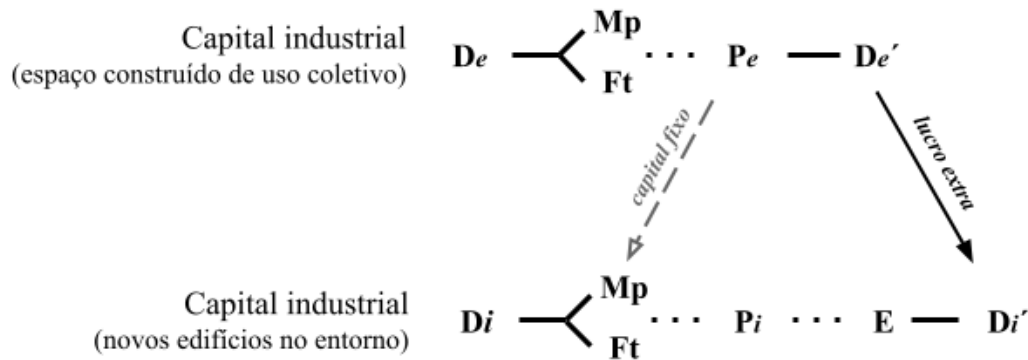 Capital industrial
(espaço construído de uso coletivo)
De — Mp Ft · · · Pe — De´
capital fixo
lucro extra
Capital industrial
(novos edifícios no entorno)
Di — Mp Ft · · · Pi · · · E — Di´